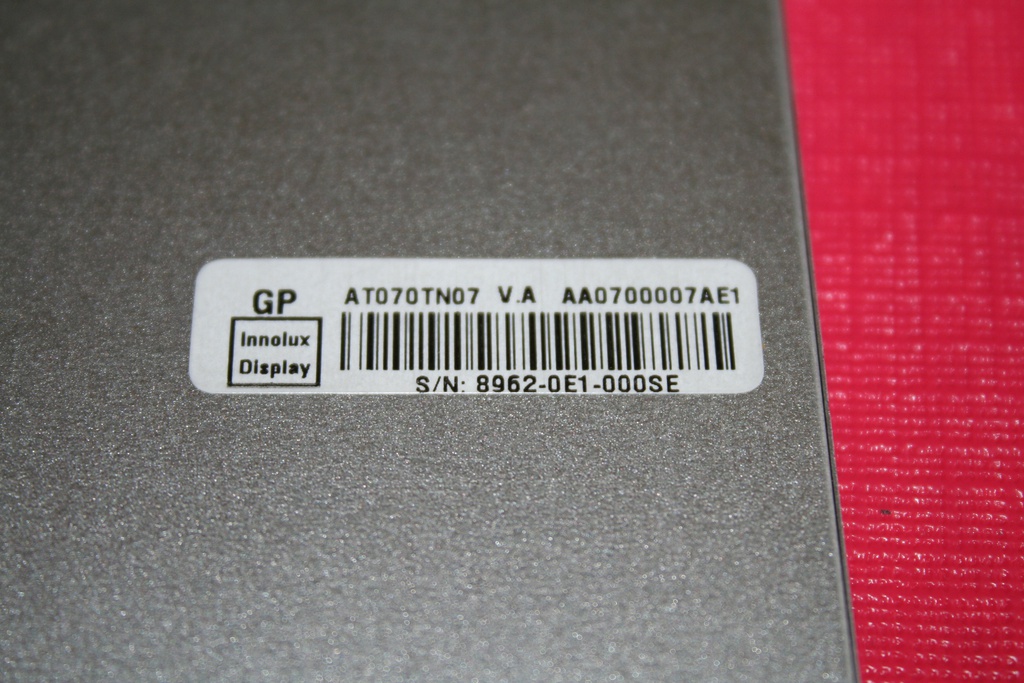 GP AT070TN07 V.A AA0700007AE1
Innolux
Display
S/N: 8962-0E1-000SE